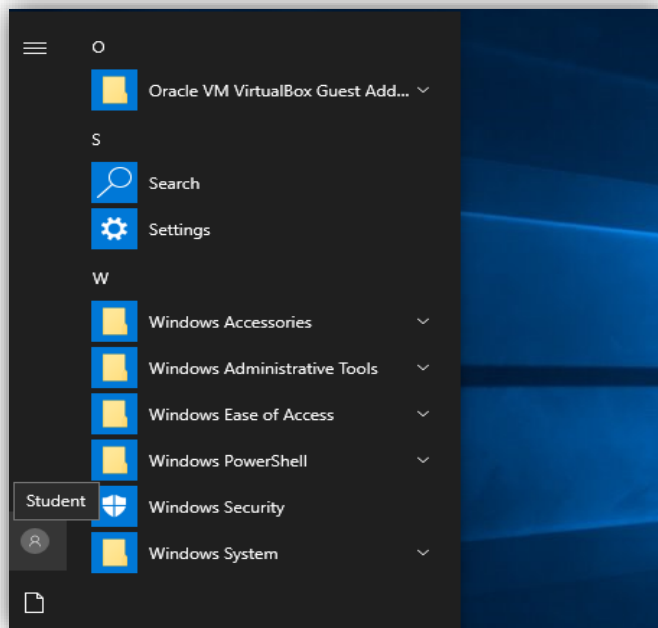 O
Oracle VM VirtualBox Guest Add...
S
Search
Settings
W
Windows Accessories
Windows Administrative Tools
Windows Ease of Access
Windows PowerShell
Student
Windows Security
Windows System